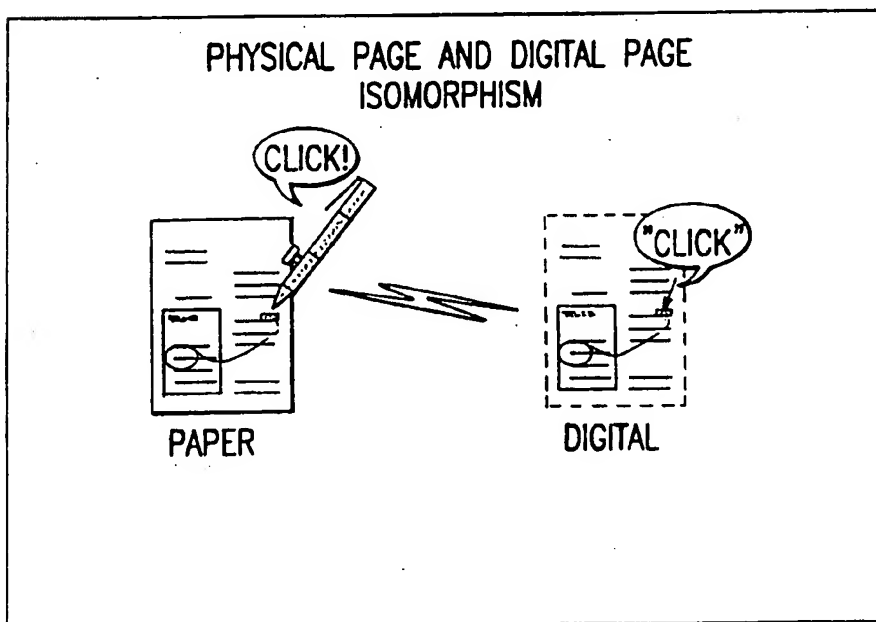 PHYSICAL PAGE AND DIGITAL PAGE
ISOMORPHISM
CLICK!
"CLICK"
PAPER
DIGITAL